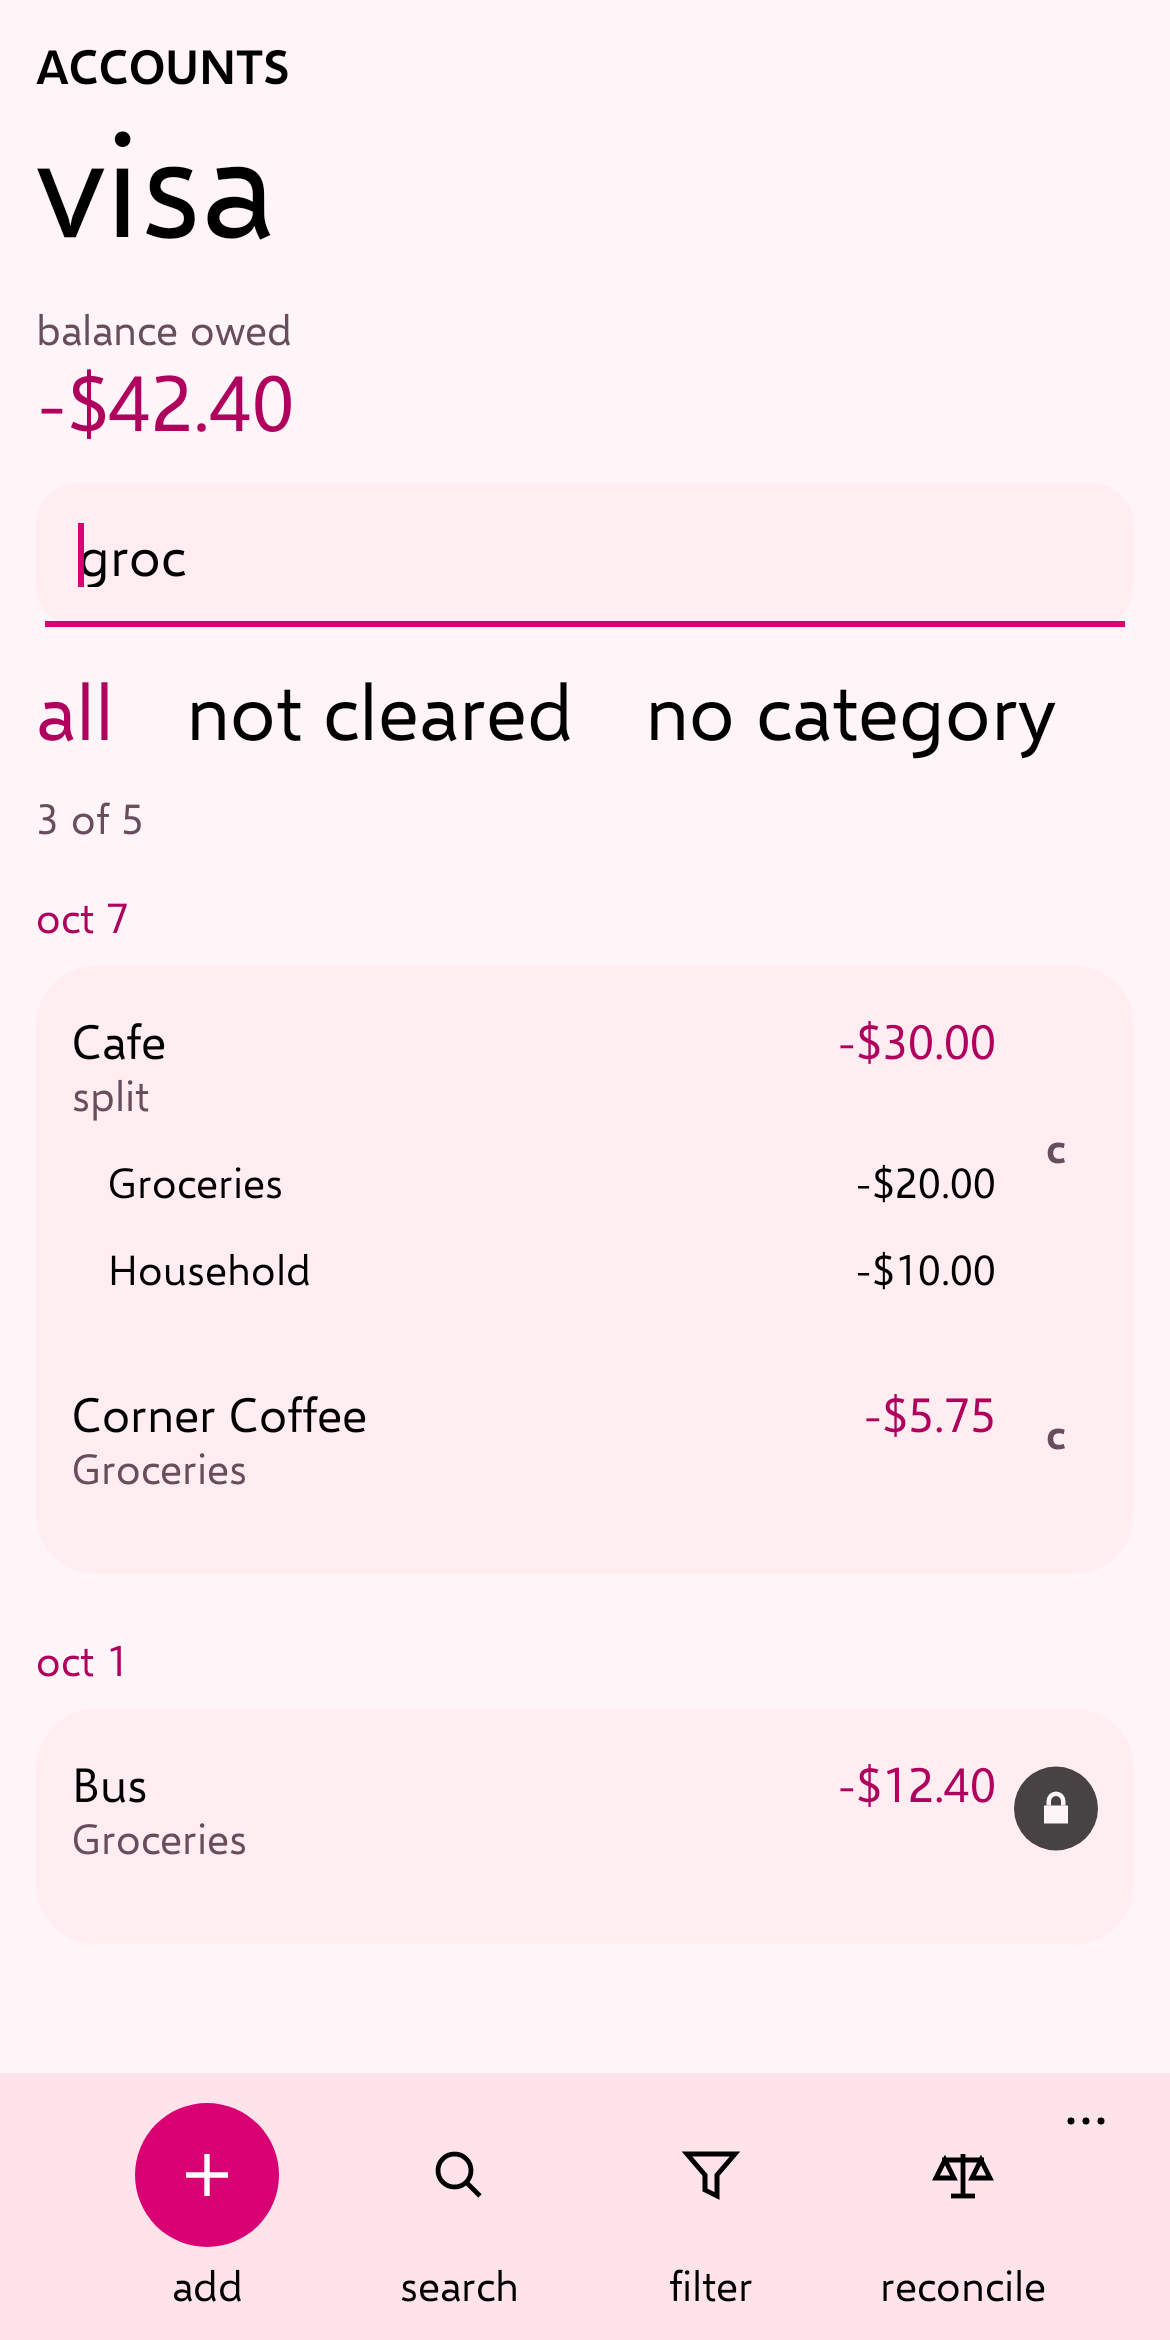 ACCOUNTS
visa
balance owed
-$42.40
groc
all not cleared no category
3 of 5
oct 7
Cafe -$30.00
split
c
Groceries -$20.00
Household -$10.00
Corner Coffee -$5.75
c
Groceries
oct 1
Bus -$12.40
Groceries
add search filter reconcile